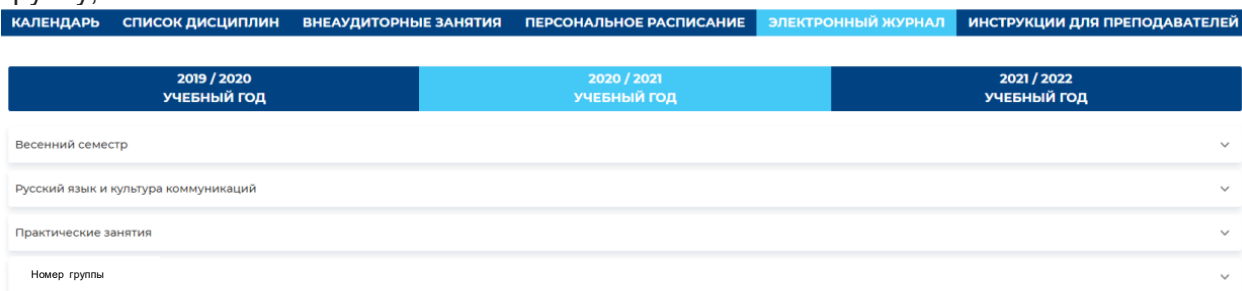 группу,
КАЛЕНДАРЬ СПИСОК ДИСЦИПЛИН ВНЕАУДИТОРНЫЕ ЗАНЯТИЯ ПЕРСОНАЛЬНОЕ РАСПИСАНИЕ ЭЛЕКТРОННЫЙ ЖУРНАЛ ИНСТРУКЦИИ ДЛЯ ПРЕПОДАВАТЕЛЕЙ
2019 / 2020 2020 / 2021 2021 / 2022
УЧЕБНЫЙ ГОД УЧЕБНЫЙ ГОД УЧЕБНЫЙ ГОД
Весенний семестр
Русский язык и культура коммуникаций
Практические занятия
Номер группы